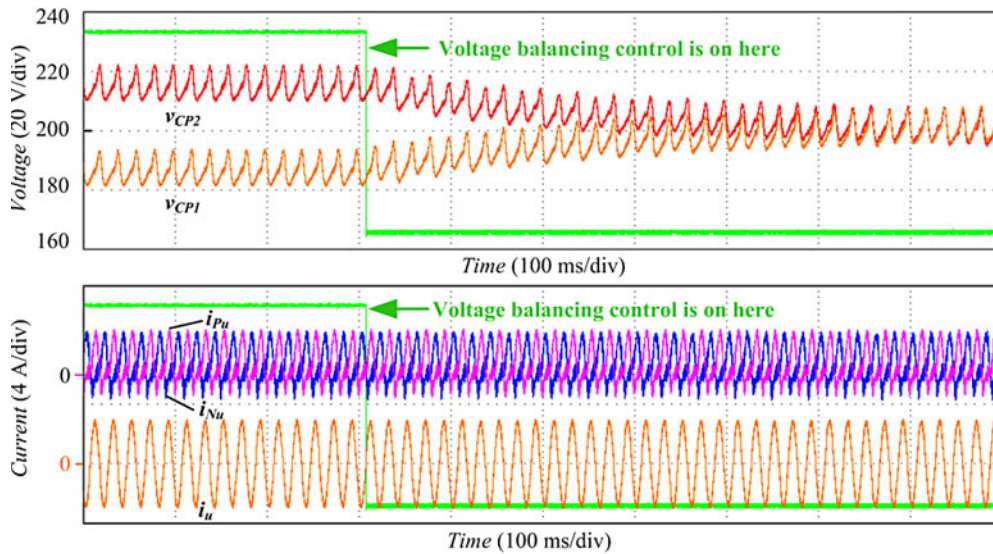 240
220
200
180
160
Voltage (20 V/div)
Voltage balancing control is on here
vCP2
vCP1
Time (100 ms/div)
Current (4 A/div)
0
0
Voltage balancing control is on here
iPu
iNu
iu
Time (100 ms/div)